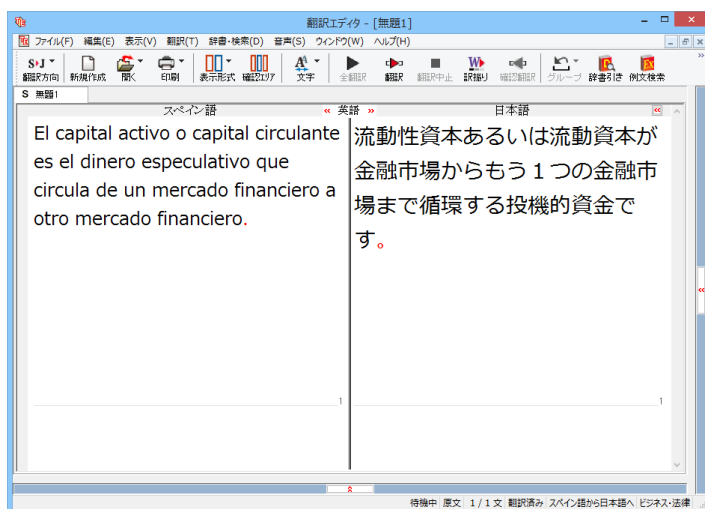 翻訳エディタ - [無題1]
ファイル(F) 編集(E) 表示(V) 翻訳(T) 辞書・検索(D) 音声(S) ウィンドウ(W) ヘルプ(H)
S▸J
翻訳方向 新規作成 開く 印刷 表示形式 確認エリア 文字 全翻訳 翻訳 翻訳中止 訳振り 確認翻訳 グループ 辞書引き 例文検索
S 無題1
スペイン語 « 英語 » 日本語 «
El capital activo o capital circulante
es el dinero especulativo que
circula de un mercado financiero a
otro mercado financiero.
1
流動性資本あるいは流動資本が
金融市場からもう１つの金融市
場まで循環する投機的資金で
す。
1
待機中 原文 1 / 1 文 翻訳済み スペイン語から日本語へ ビジネス・法律